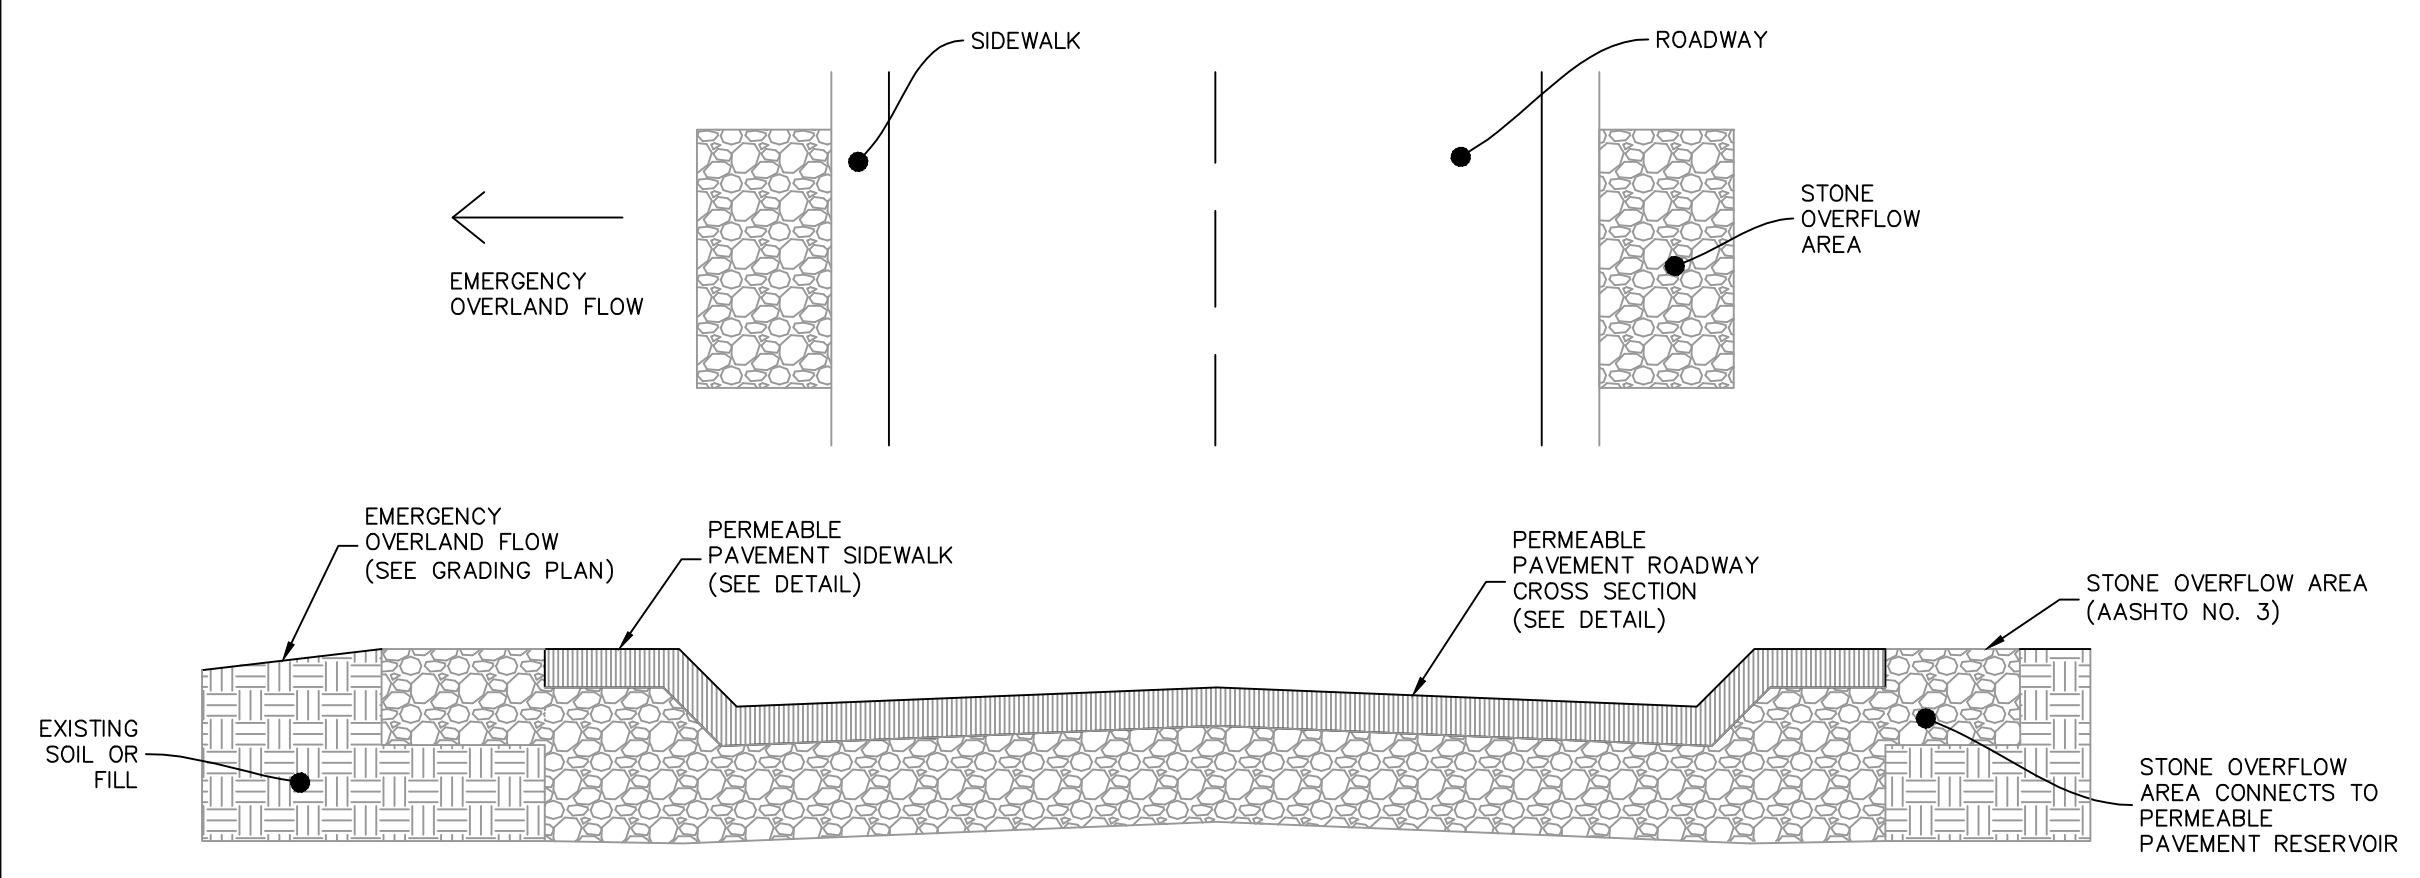 SIDEWALK
ROADWAY
STONE
OVERFLOW
AREA
EMERGENCY
OVERLAND FLOW
EMERGENCY
OVERLAND FLOW
(SEE GRADING PLAN)
PERMEABLE
PAVEMENT SIDEWALK
(SEE DETAIL)
PERMEABLE
PAVEMENT ROADWAY
CROSS SECTION
(SEE DETAIL)
STONE OVERFLOW AREA
(AASHTO NO. 3)
EXISTING
SOIL OR
FILL
STONE OVERFLOW
AREA CONNECTS TO
PERMEABLE
PAVEMENT RESERVOIR